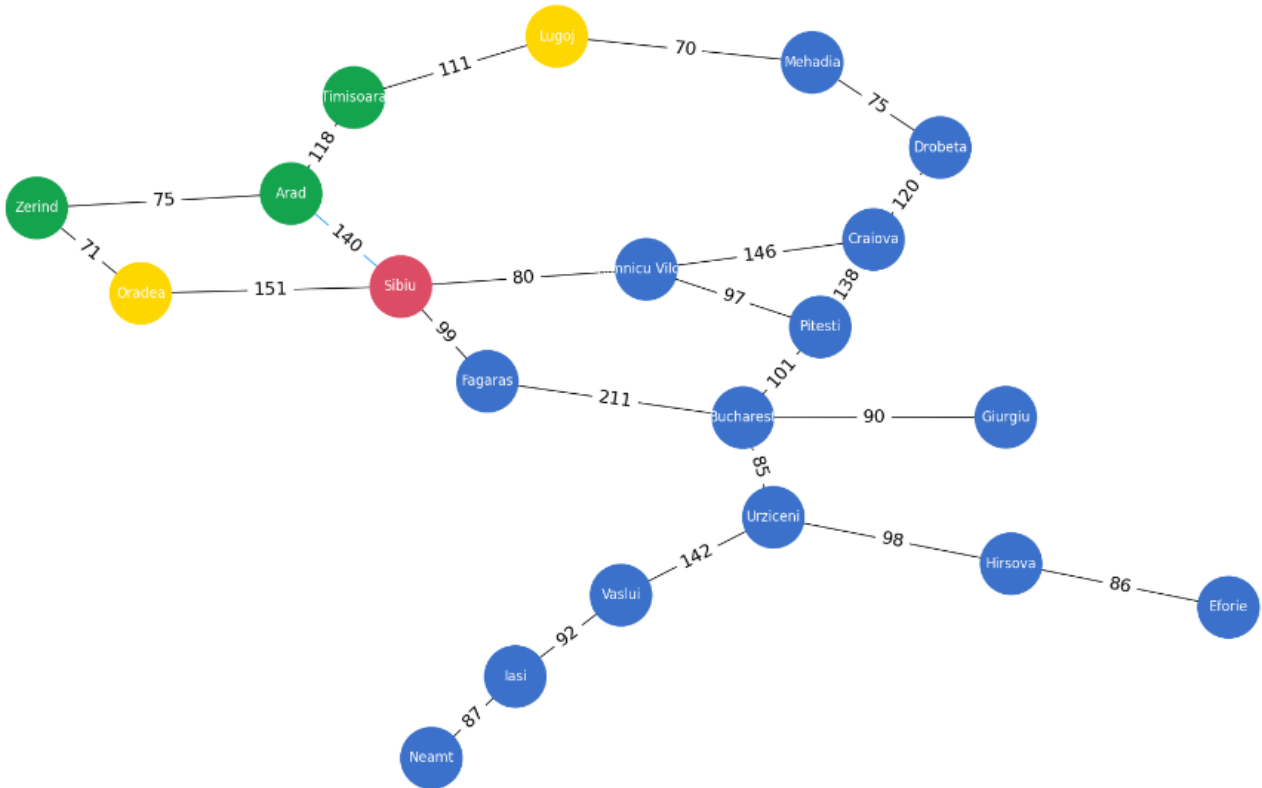 Lugoj
70
Mehadia
111
Timisoara
75
118
Drobeta
Arad
75
120
Zerind
140
Craiova
71
146
Oradea
151
Sibiu
80
mnicu Vilc
97
138
Pitesti
99
101
Fagaras
211
Bucharest
90
Giurgiu
85
Urziceni
98
142
Hirsova
86
Vaslui
Eforie
92
Iasi
87
Neamt